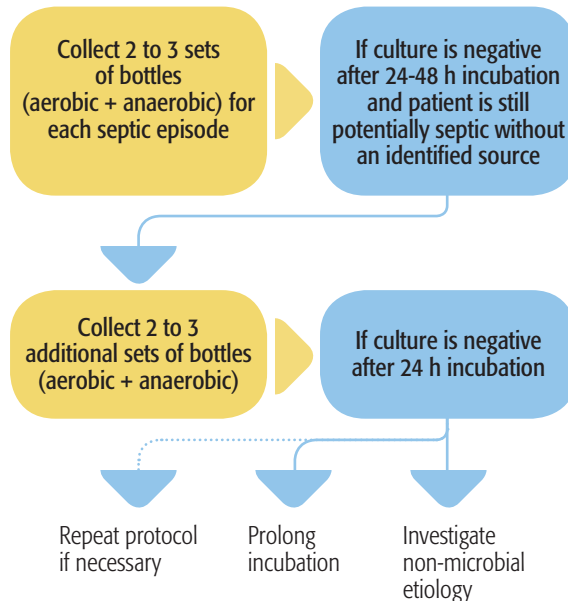 Collect 2 to 3 sets
of bottles
(aerobic + anaerobic) for
each septic episode
If culture is negative
after 24-48 h incubation
and patient is still
potentially septic without
an identified source
Collect 2 to 3
additional sets of bottles
(aerobic + anaerobic)
If culture is negative
after 24 h incubation
Repeat protocol
if necessary
Prolong
incubation
Investigate
non-microbial
etiology